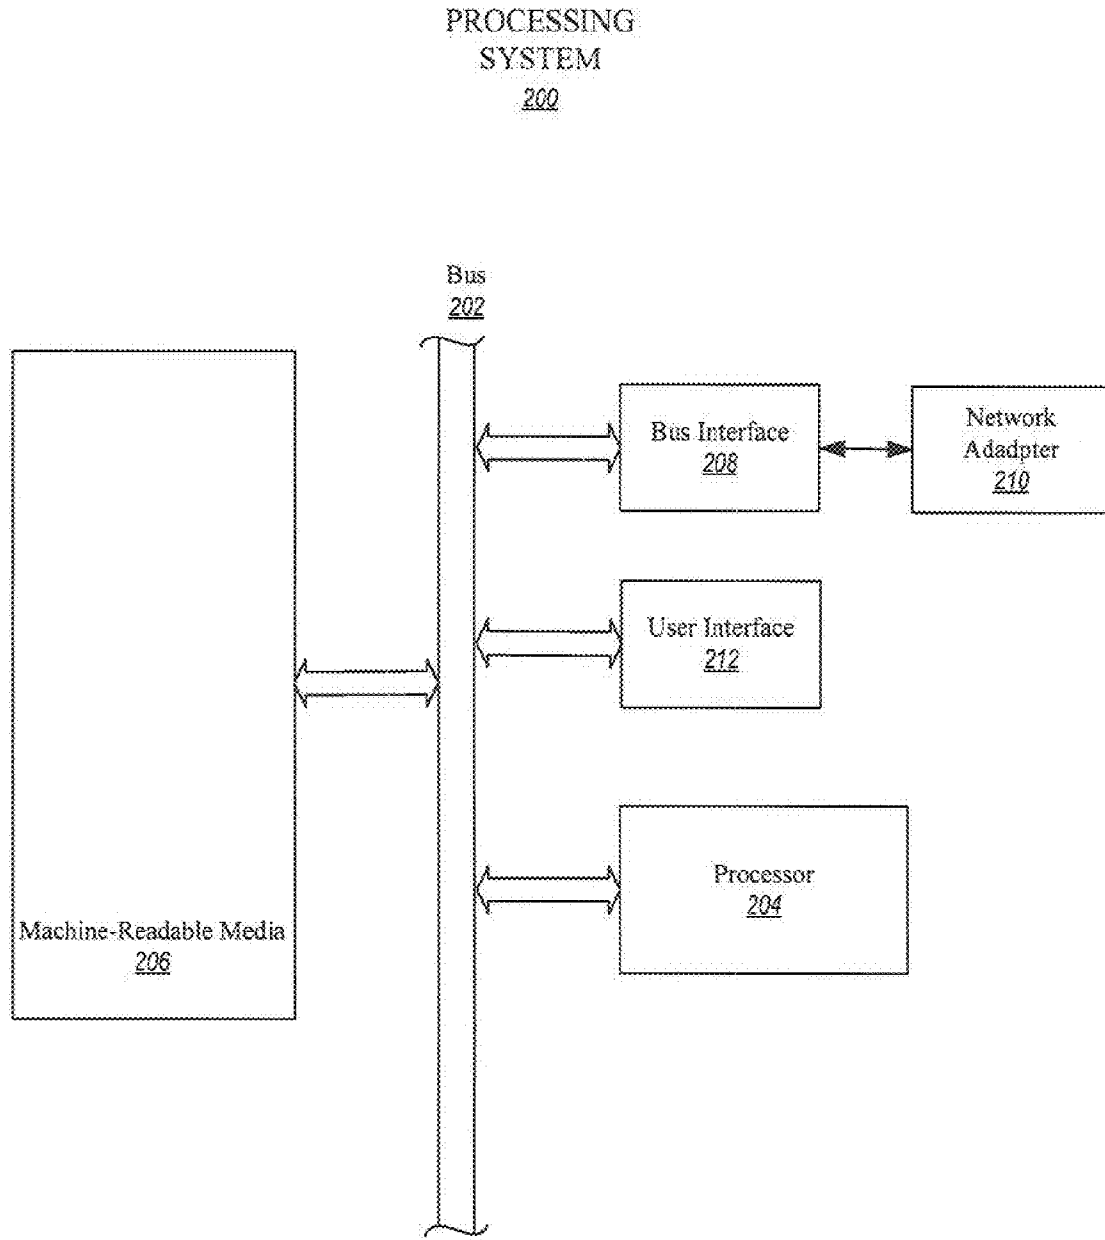 PROCESSING
SYSTEM
200
Bus
202
Bus Interface
208
Network
Adadpter
210
User Interface
212
Processor
204
Machine-Readable Media
206